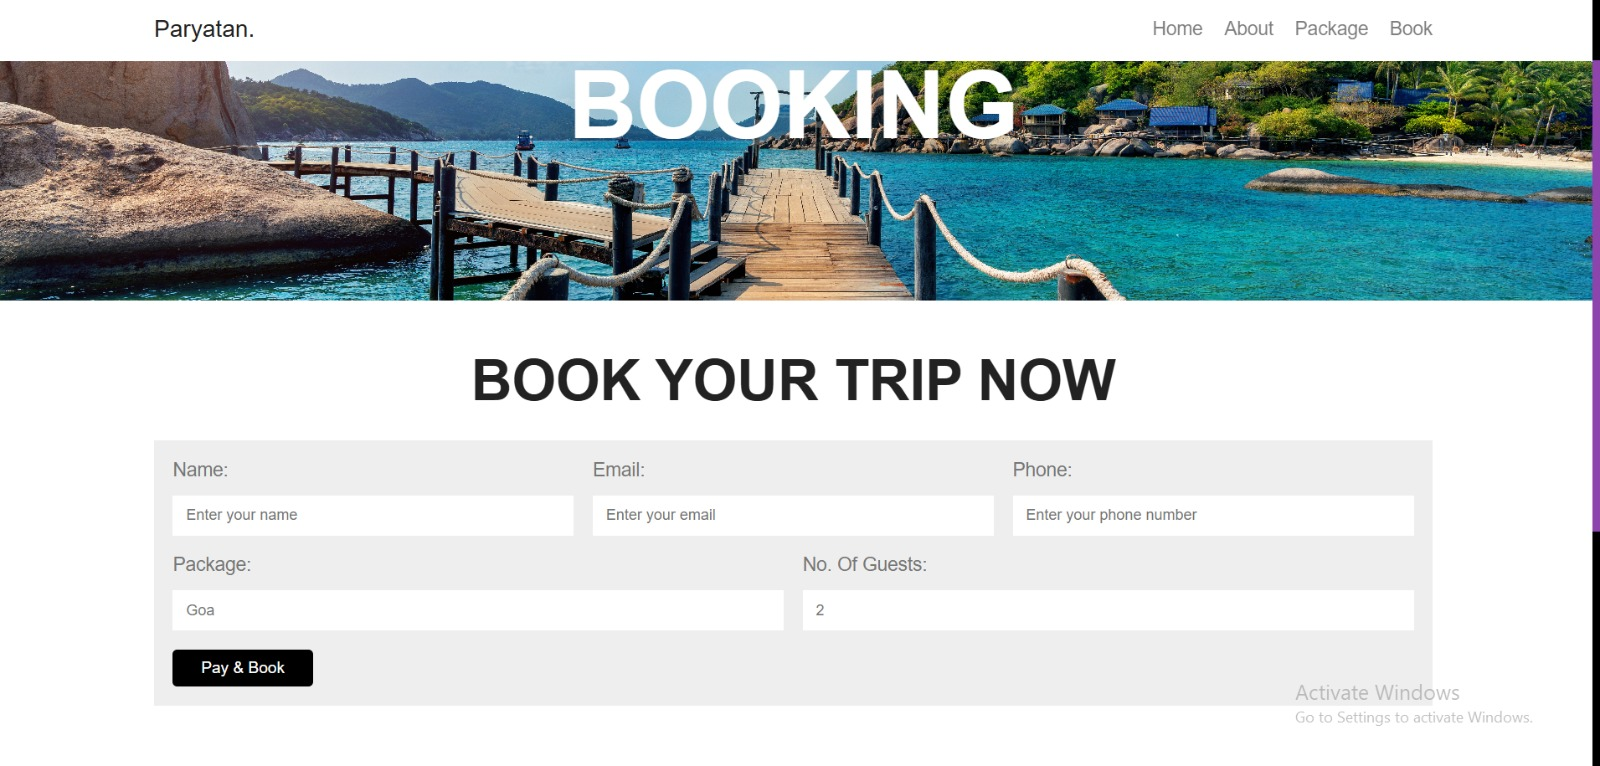 Paryatan.
Home About Package Book
BOOKING
BOOK YOUR TRIP NOW
Name: Email: Phone:
Enter your name Enter your email Enter your phone number
Package: No. Of Guests:
Goa 2
Pay & Book
Activate Windows
Go to Settings to activate Windows.